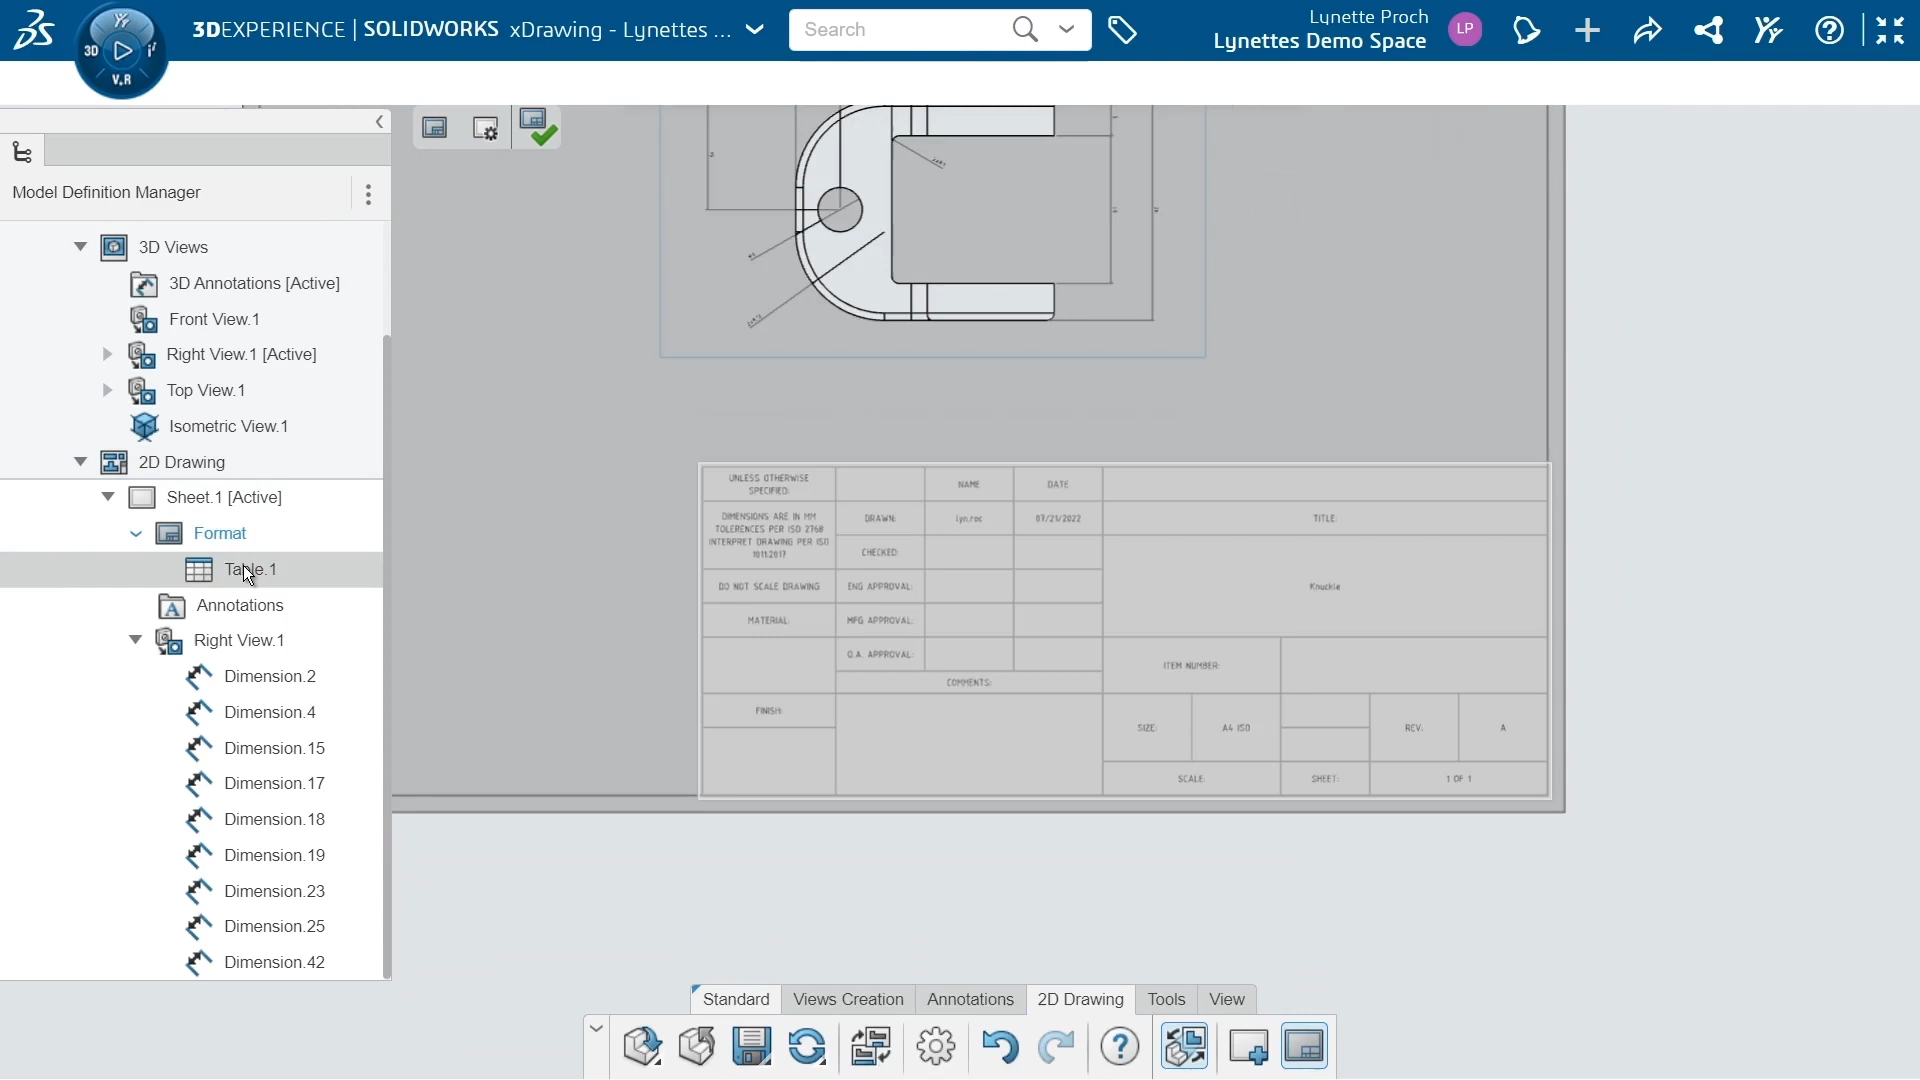 3DEXPERIENCE | SOLIDWORKS xDrawing - Lynettes ...
Search
Lynette Proch
Lynettes Demo Space
LP
3D
V.R
Model Definition Manager
3D Views
3D Annotations [Active]
Front View.1
Right View.1 [Active]
Top View.1
Isometric View.1
2D Drawing
Sheet.1 [Active]
Format
Table.1
Annotations
Right View.1
Dimension.2
Dimension.4
Dimension.15
Dimension.17
Dimension.18
Dimension.19
Dimension.23
Dimension.25
Dimension.42
UNLESS OTHERWISE
SPECIFIED:
NAME
DATE
DIMENSIONS ARE IN MM
TOLERENCES PER ISO 2768
INTERPRET DRAWING PER ISO
1011:2017
DRAWN:
07/21/2022
TITLE:
CHECKED:
DO NOT SCALE DRAWING
ENG APPROVAL:
Knuckle
MATERIAL:
MFG APPROVAL:
Q.A. APPROVAL:
ITEM NUMBER:
COMMENTS:
FINISH:
SIZE:
A4 ISO
REV:
A
SCALE:
SHEET:
1 OF 1
Standard
Views Creation
Annotations
2D Drawing
Tools
View